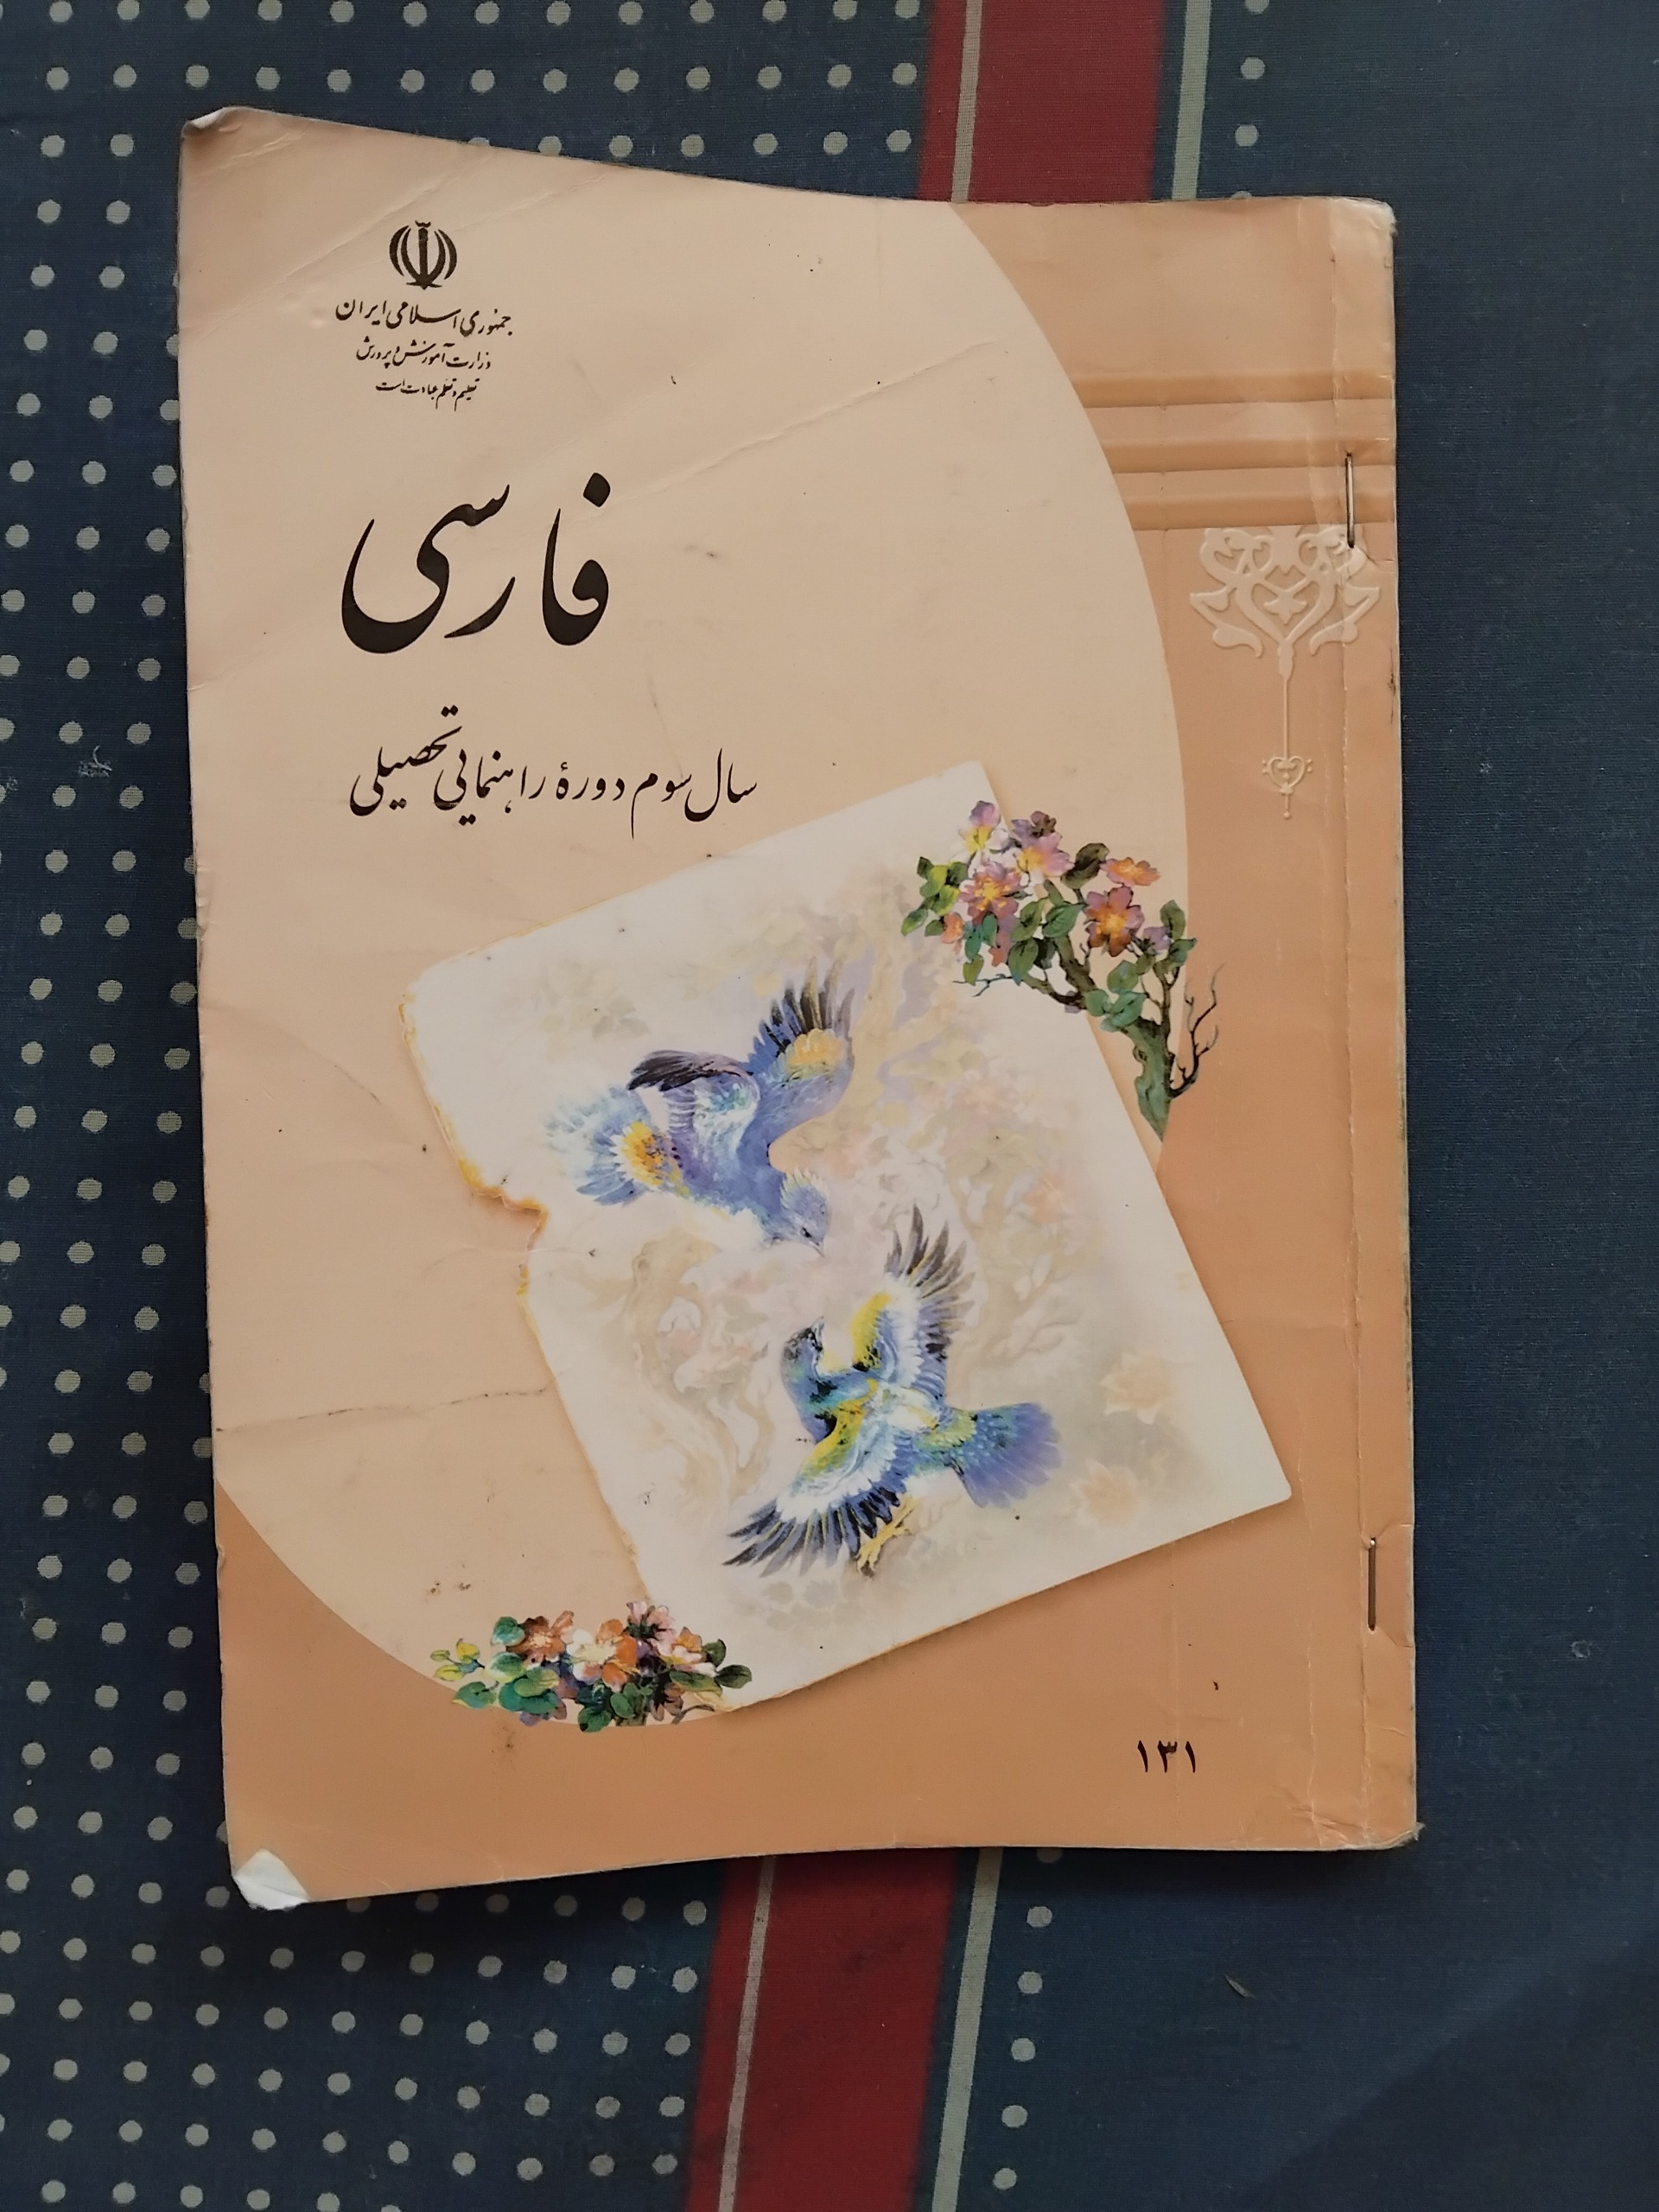 جمهوری اسلامی ایران
وزارت آموزش و پرورش
تعلیم و تعلم عبادت است
فارسی
سال سوم دورهٔ راهنمایی تحصیلی
۱۳۱